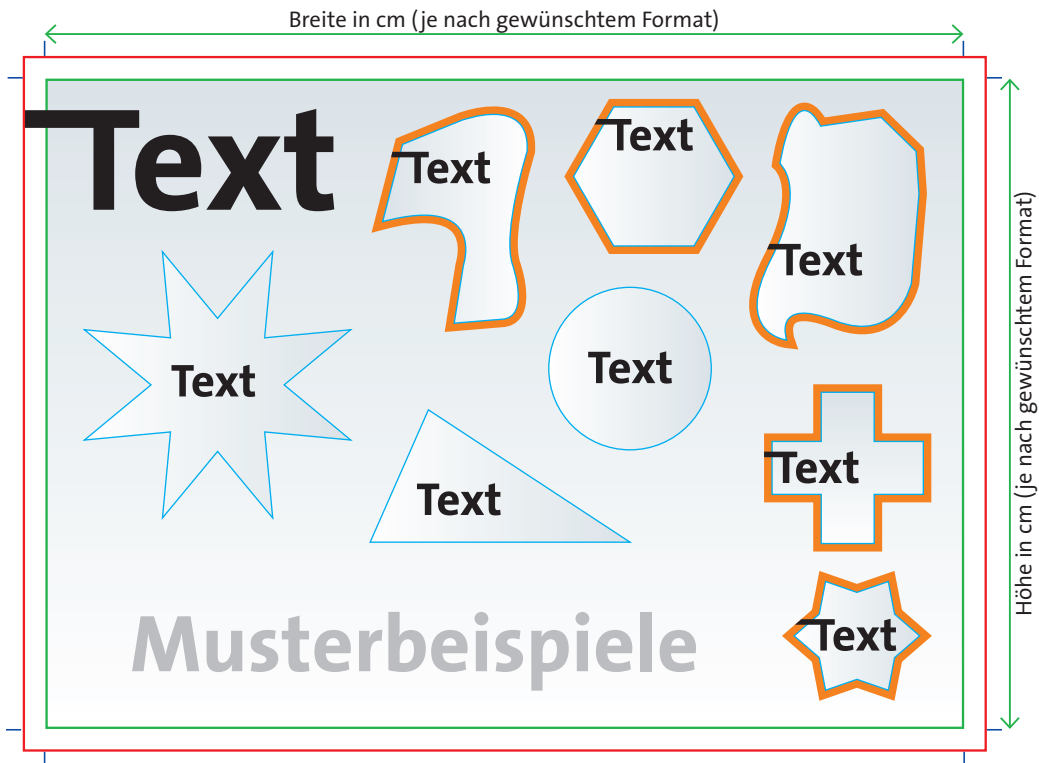 Breite in cm (je nach gewünschtem Format)
Text
Text
Text
Text
Text
Text
Text
Text
Text
Musterbeispiele
Höhe in cm (je nach gewünschtem Format)